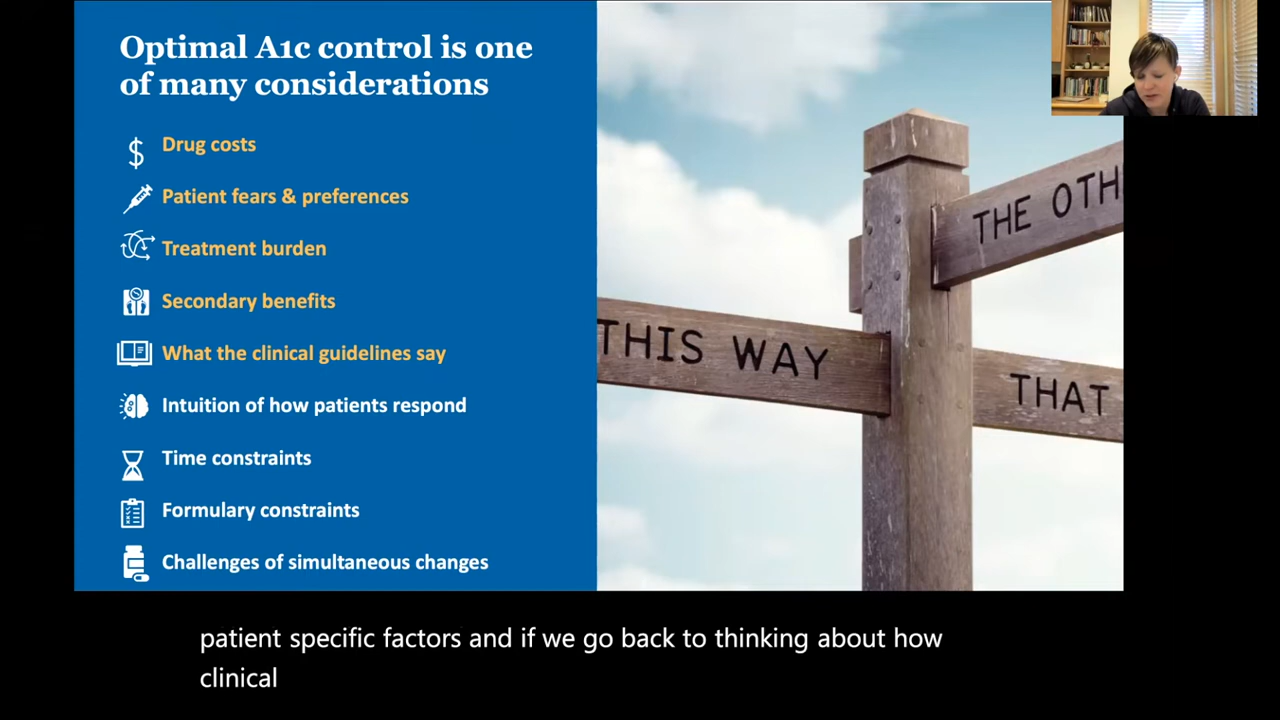 Optimal A1c control is one
of many considerations
$ Drug costs
Patient fears & preferences
Treatment burden
Secondary benefits
What the clinical guidelines say
Intuition of how patients respond
Time constraints
Formulary constraints
Challenges of simultaneous changes
THE OTH
THIS WAY
THAT
patient specific factors and if we go back to thinking about how
clinical